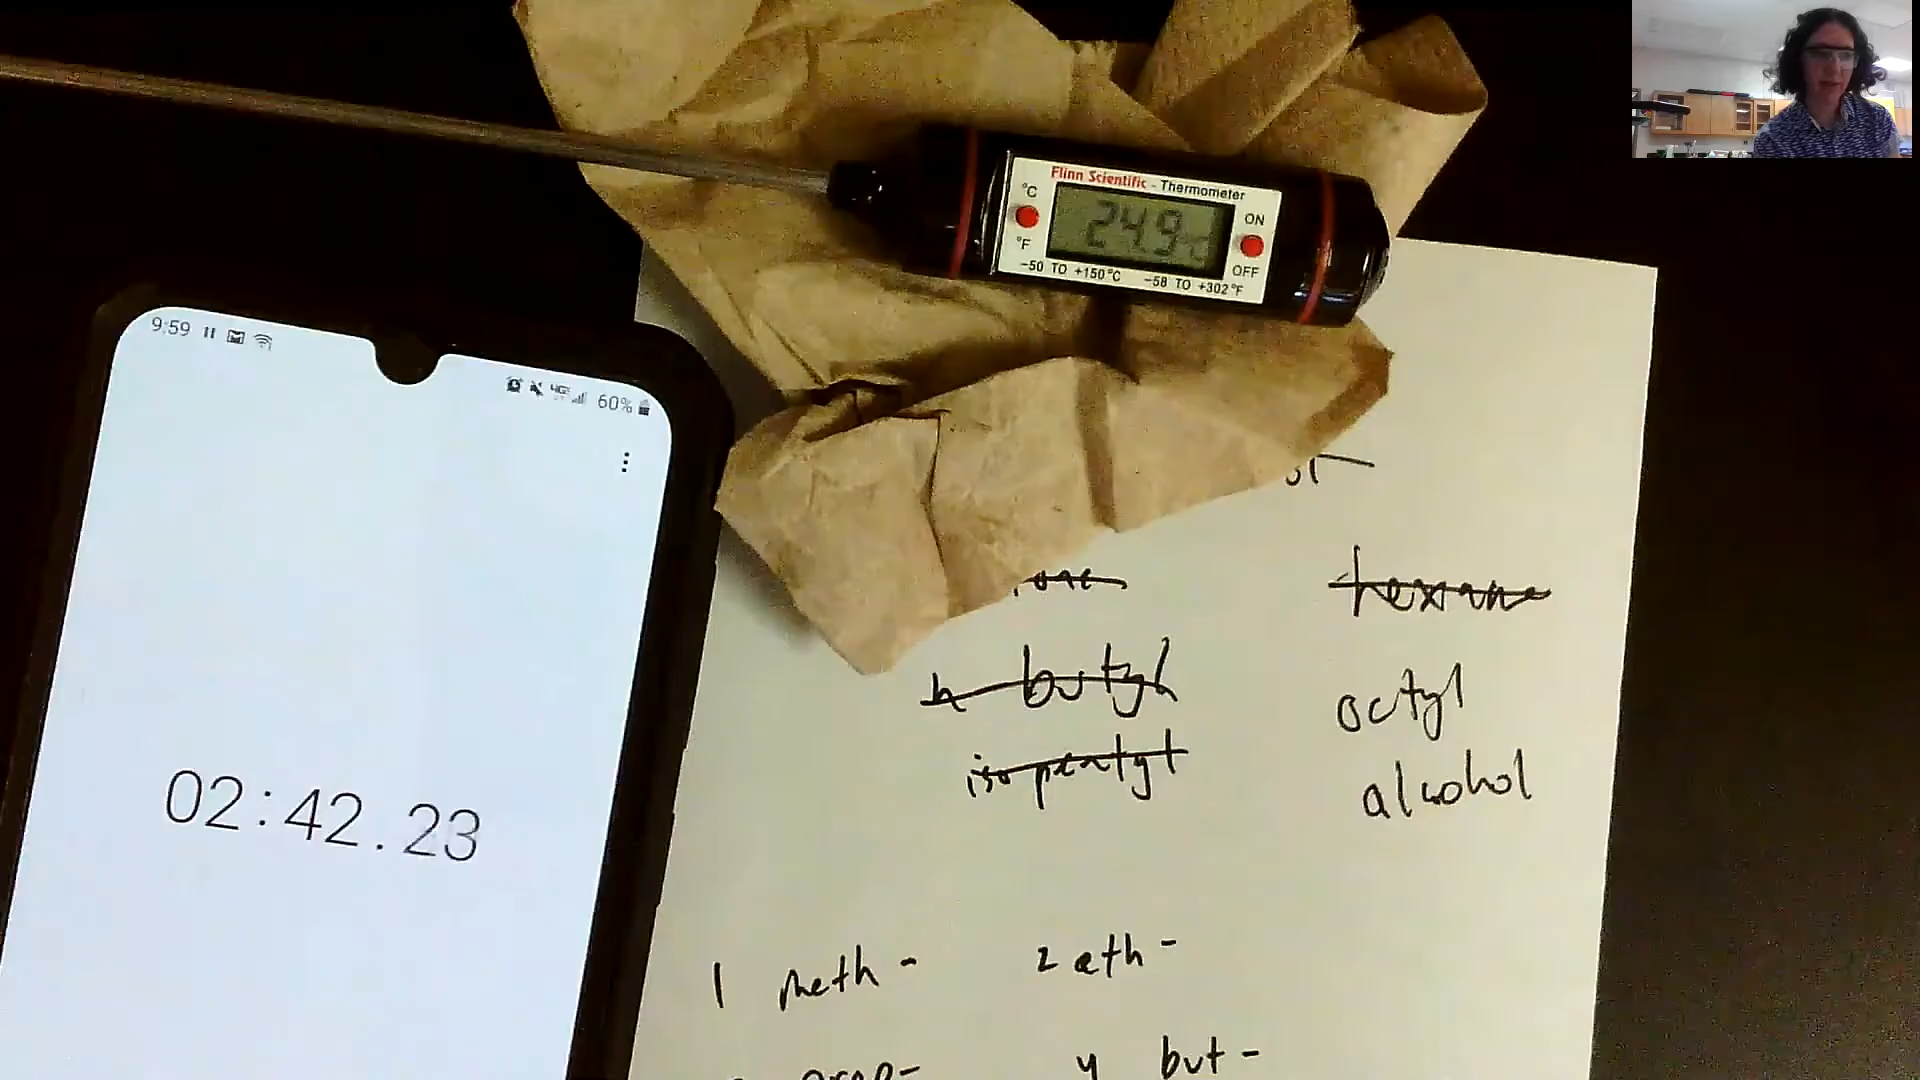 9:59
60%
02:42.23
Flinn Scientific - Thermometer
°C
°F
24.9°C
ON
OFF
-50 TO +150°C -58 TO +302°F
hexane
n butyl
octyl
isopentyl
alcohol
1 meth- 2 eth-
prop- 4 but-